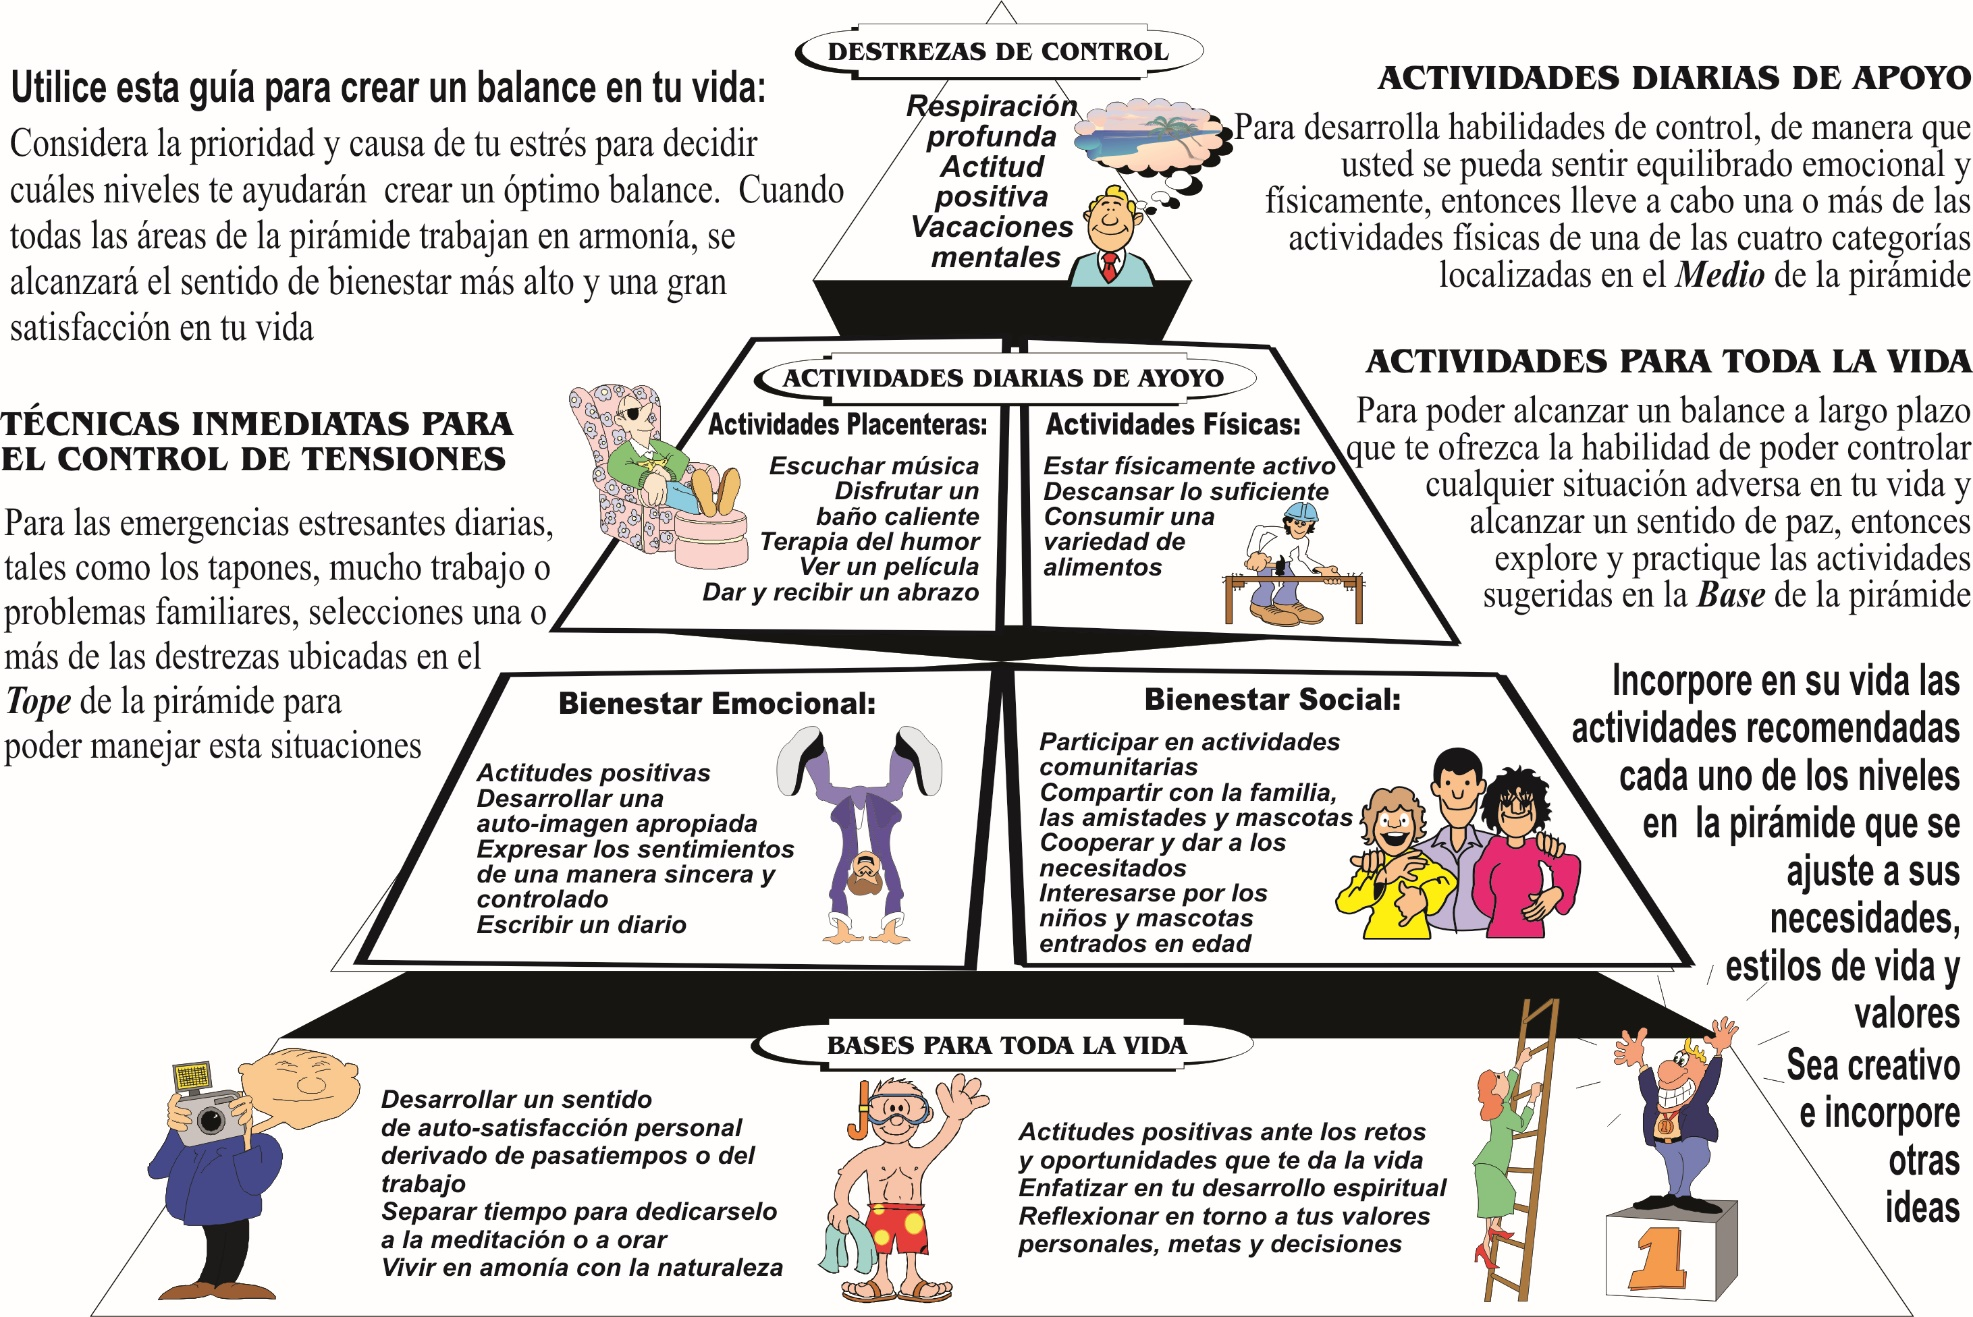 DESTREZAS DE CONTROL
Respiración
profunda
Actitud
positiva
Vacaciones
mentales
Utilice esta guía para crear un balance en tu vida:
Considera la prioridad y causa de tu estrés para decidir
cuáles niveles te ayudarán  crear un óptimo balance.  Cuando
todas las áreas de la pirámide trabajan en armonía, se
alcanzará el sentido de bienestar más alto y una gran
satisfacción en tu vida
TÉCNICAS INMEDIATAS PARA
EL CONTROL DE TENSIONES
Para las emergencias estresantes diarias,
tales como los tapones, mucho trabajo o
problemas familiares, selecciones una o
más de las destrezas ubicadas en el
Tope de la pirámide para
poder manejar esta situaciones
ACTIVIDADES DIARIAS DE APOYO
Para desarrolla habilidades de control, de manera que
usted se pueda sentir equilibrado emocional y
físicamente, entonces lleve a cabo una o más de las
actividades físicas de una de las cuatro categorías
localizadas en el Medio de la pirámide
ACTIVIDADES PARA TODA LA VIDA
Para poder alcanzar un balance a largo plazo
que te ofrezca la habilidad de poder controlar
cualquier situación adversa en tu vida y
alcanzar un sentido de paz, entonces
explore y practique las actividades
sugeridas en la Base de la pirámide
Incorpore en su vida las
actividades recomendadas
cada uno de los niveles
en  la pirámide que se
ajuste a sus
necesidades,
estilos de vida y
valores
Sea creativo
e incorpore
otras
ideas
ACTIVIDADES DIARIAS DE AYOYO
Actividades Placenteras:
Escuchar música
Disfrutar un
baño caliente
Terapia del humor
Ver un película
Dar y recibir un abrazo
Actividades Físicas:
Estar físicamente activo
Descansar lo suficiente
Consumir una
variedad de
alimentos
Bienestar Emocional:
Actitudes positivas
Desarrollar una
auto-imagen apropiada
Expresar los sentimientos
de una manera sincera y
controlado
Escribir un diario
Bienestar Social:
Participar en actividades
comunitarias
Compartir con la familia,
las amistades y mascotas
Cooperar y dar a los
necesitados
Interesarse por los
niños y mascotas
entrados en edad
BASES PARA TODA LA VIDA
Desarrollar un sentido
de auto-satisfacción personal
derivado de pasatiempos o del
trabajo
Separar tiempo para dedicarselo
a la meditación o a orar
Vivir en amonía con la naturaleza
Actitudes positivas ante los retos
y oportunidades que te da la vida
Enfatizar en tu desarrollo espiritual
Reflexionar en torno a tus valores
personales, metas y decisiones
1